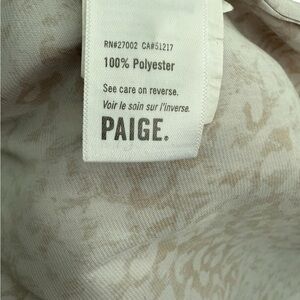 RN#27002 CA#51217
100% Polyester
See care on reverse.
Voir le soin sur l'inverse.
PAIGE.